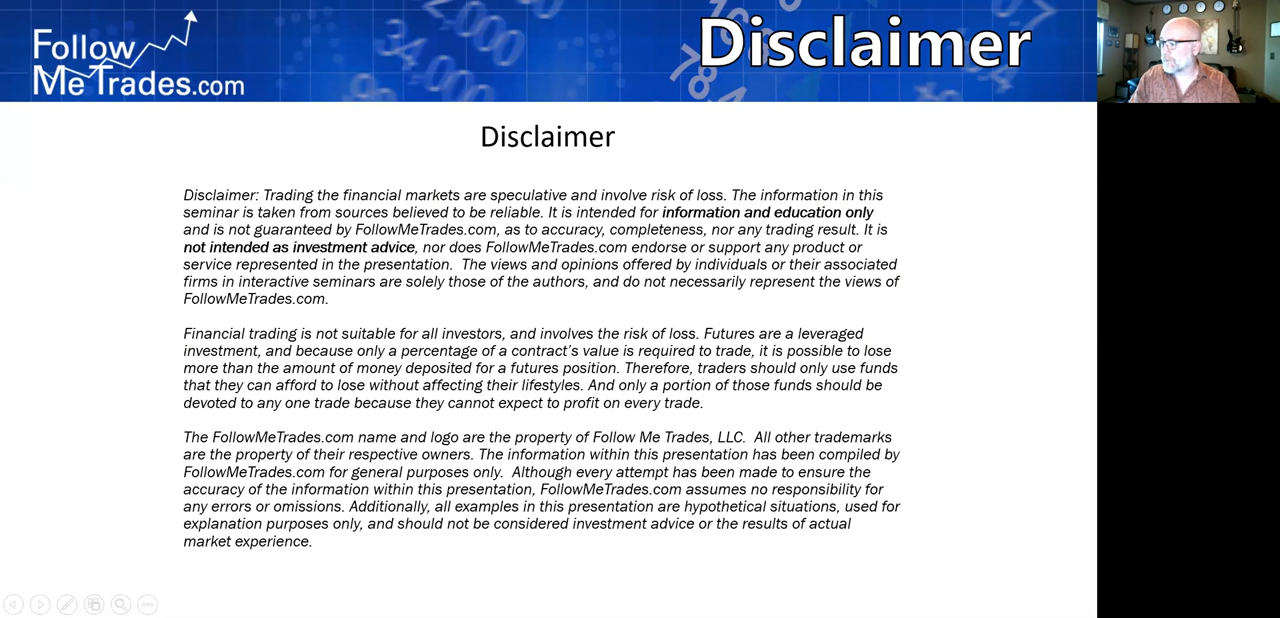 Follow
Me Trades.com
Disclaimer
Disclaimer
Disclaimer: Trading the financial markets are speculative and involve risk of loss. The information in this
seminar is taken from sources believed to be reliable. It is intended for information and education only
and is not guaranteed by FollowMeTrades.com, as to accuracy, completeness, nor any trading result. It is
not intended as investment advice, nor does FollowMeTrades.com endorse or support any product or
service represented in the presentation. The views and opinions offered by individuals or their associated
firms in interactive seminars are solely those of the authors, and do not necessarily represent the views of
FollowMeTrades.com.
Financial trading is not suitable for all investors, and involves the risk of loss. Futures are a leveraged
investment, and because only a percentage of a contract's value is required to trade, it is possible to lose
more than the amount of money deposited for a futures position. Therefore, traders should only use funds
that they can afford to lose without affecting their lifestyles. And only a portion of those funds should be
devoted to any one trade because they cannot expect to profit on every trade.
The FollowMeTrades.com name and logo are the property of Follow Me Trades, LLC. All other trademarks
are the property of their respective owners. The information within this presentation has been compiled by
FollowMeTrades.com for general purposes only. Although every attempt has been made to ensure the
accuracy of the information within this presentation, FollowMeTrades.com assumes no responsibility for
any errors or omissions. Additionally, all examples in this presentation are hypothetical situations, used for
explanation purposes only, and should not be considered investment advice or the results of actual
market experience.